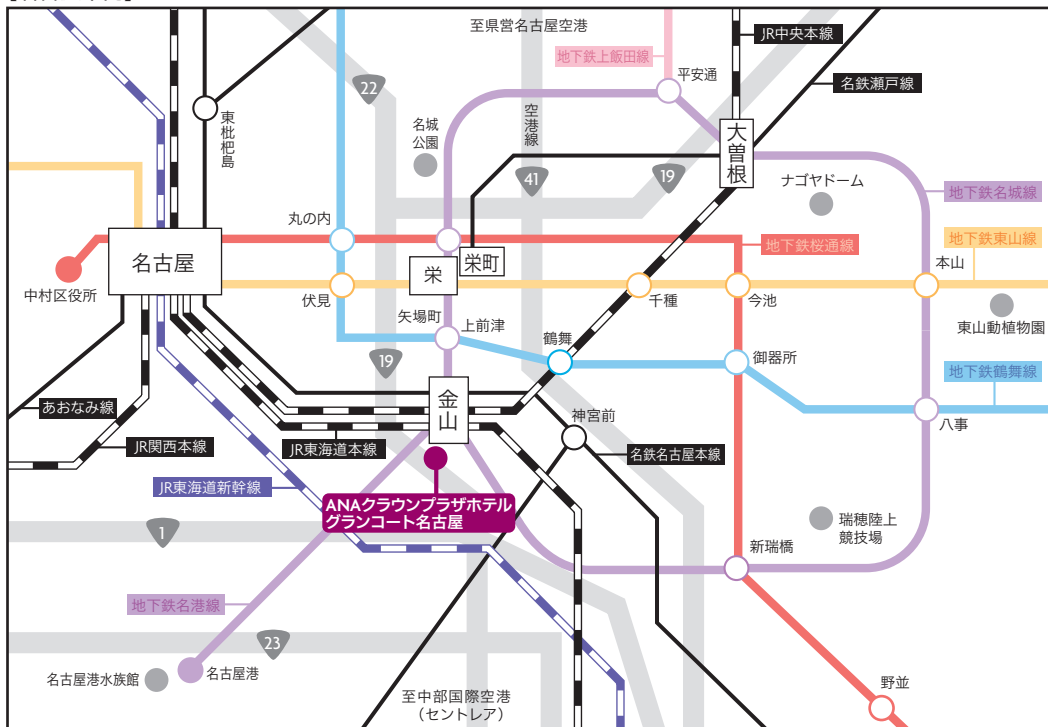 至県営名古屋空港
JR中央本線
地下鉄上飯田線
平安通
名鉄瀬戸線
22
東枇杷島
名城
公園
空港線
大曽根
41
19
ナゴヤドーム
地下鉄名城線
丸の内
地下鉄桜通線
地下鉄東山線
名古屋
栄町
栄
本山
中村区役所
伏見
千種
今池
東山動植物園
矢場町
上前津
鶴舞
御器所
19
地下鉄鶴舞線
あおなみ線
金山
神宮前
八事
JR関西本線
JR東海道本線
名鉄名古屋本線
JR東海道新幹線
ANAクラウンプラザホテル
グランコート名古屋
1
瑞穂陸上
競技場
新瑞橋
地下鉄名港線
23
名古屋港水族館
名古屋港
至中部国際空港
（セントレア）
野並